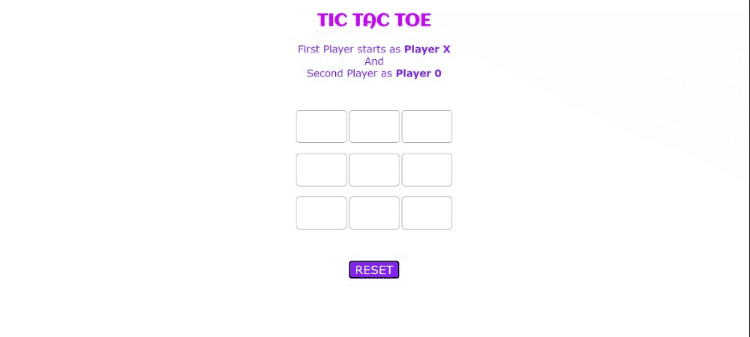 TIC TAC TOE
First Player starts as Player X
And
Second Player as Player 0
RESET